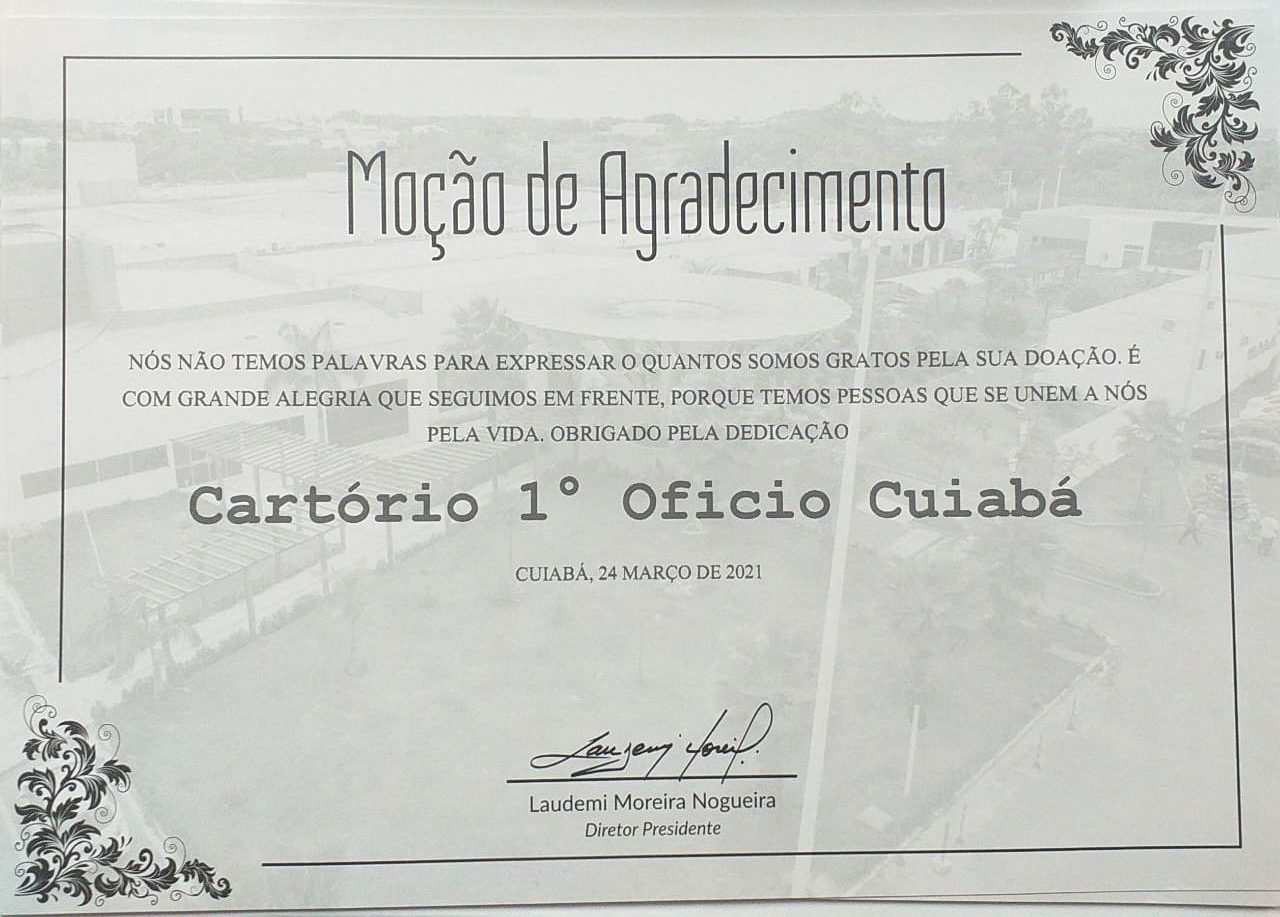 Moção de Agradecimento
NÓS NÃO TEMOS PALAVRAS PARA EXPRESSAR O QUANTOS SOMOS GRATOS PELA SUA DOAÇÃO. É
COM GRANDE ALEGRIA QUE SEGUIMOS EM FRENTE, PORQUE TEMOS PESSOAS QUE SE UNEM A NÓS
PELA VIDA. OBRIGADO PELA DEDICAÇÃO
Cartório 1° Oficio Cuiabá
CUIABÁ, 24 MARÇO DE 2021
Laudemi Moreira Nogueira
Diretor Presidente